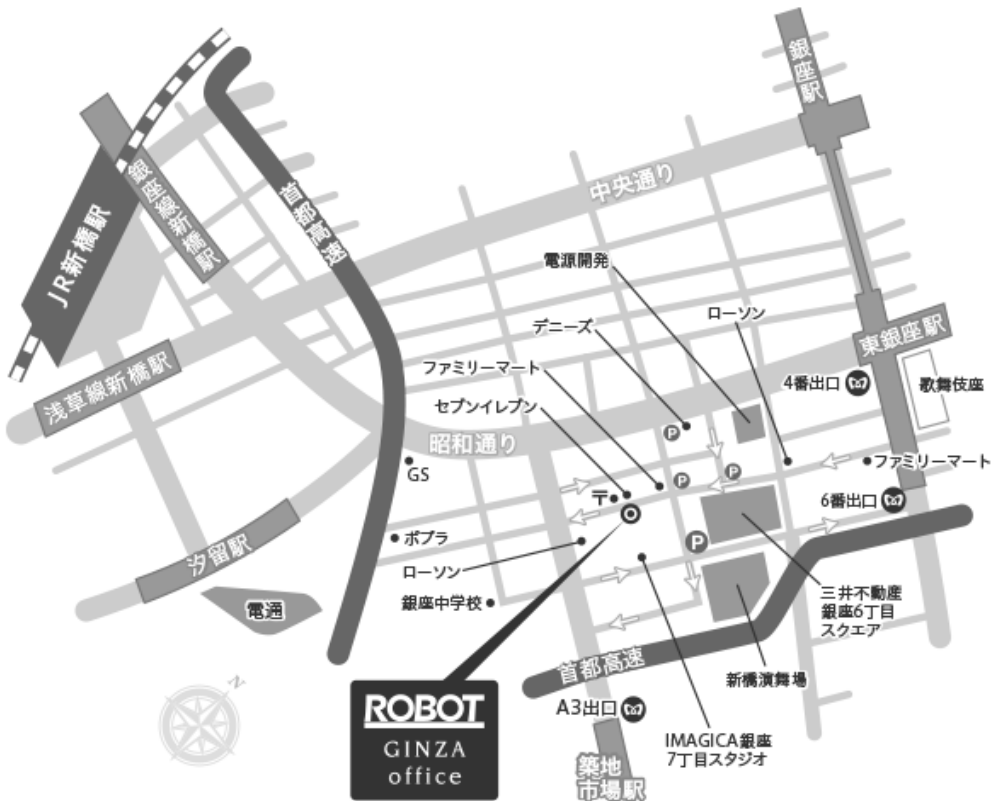 銀座駅
中央通り
銀座線新橋駅
首都高速
JR新橋駅
電源開発
ローソン
デニーズ
東銀座駅
ファミリーマート
4番出口
歌舞伎座
浅草線新橋駅
セブンイレブン
昭和通り
P
GS
ファミリーマート
P
P
〒
6番出口
ポプラ
P
汐留駅
ローソン
銀座中学校
電通
三井不動産
銀座6丁目
スクエア
首都高速
新橋演舞場
N
ROBOT
GINZA
office
A3出口
IMAGICA銀座
7丁目スタジオ
築地
市場駅